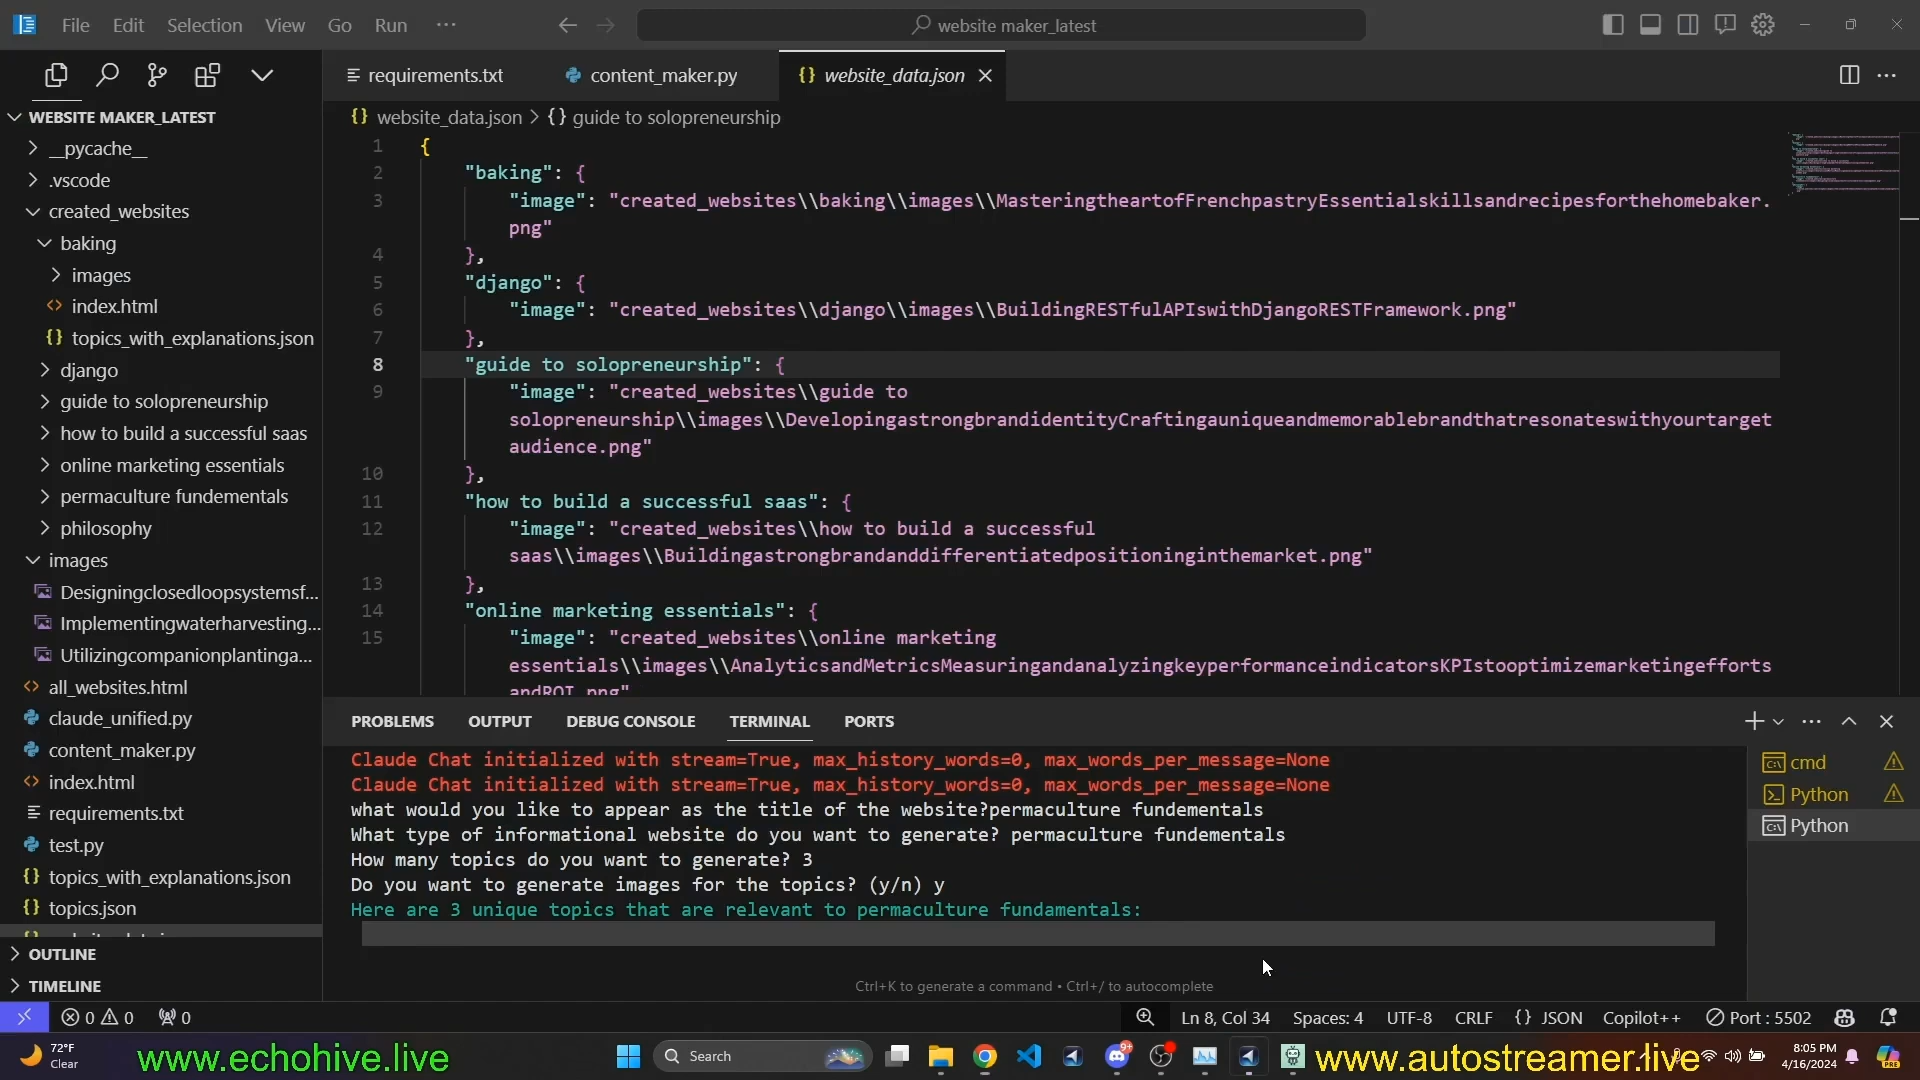 File Edit Selection View Go Run ···
website maker_latest
requirements.txt content_maker.py website_data.json
WEBSITE MAKER_LATEST
__pycache__
.vscode
created_websites
baking
images
index.html
topics_with_explanations.json
django
guide to solopreneurship
how to build a successful saas
online marketing essentials
permaculture fundementals
philosophy
images
Designingclosedloopsystemsf...
Implementingwaterharvesting...
Utilizingcompanionplantinga...
all_websites.html
claude_unified.py
content_maker.py
index.html
requirements.txt
test.py
topics_with_explanations.json
topics.json
OUTLINE
TIMELINE
website_data.json > {} guide to solopreneurship
1 {
2 "baking": {
3 "image": "created_websites\\baking\\images\\MasteringtheartofFrenchpastryEssentialskillsandrecipesforthehomebaker.
png"
4 },
5 "django": {
6 "image": "created_websites\\django\\images\\BuildingRESTfulAPIswithDjangoRESTFramework.png"
7 },
8 "guide to solopreneurship": {
9 "image": "created_websites\\guide to
solopreneurship\\images\\DevelopingastrongbrandidentityCraftingauniqueandmemorablebrandthatresonateswithyourtarget
audience.png"
10 },
11 "how to build a successful saas": {
12 "image": "created_websites\\how to build a successful
saas\\images\\Buildingastrongbrandanddifferentiatedpositioninginthemarket.png"
13 },
14 "online marketing essentials": {
15 "image": "created_websites\\online marketing
essentials\\images\\AnalyticsandMetricsMeasuringandanalyzingkeyperformanceindicatorsKPIstooptimizemarketingefforts
andROI.png"
PROBLEMS OUTPUT DEBUG CONSOLE TERMINAL PORTS
Claude Chat initialized with stream=True, max_history_words=0, max_words_per_message=None
Claude Chat initialized with stream=True, max_history_words=0, max_words_per_message=None
what would you like to appear as the title of the website?permaculture fundementals
What type of informational website do you want to generate? permaculture fundementals
How many topics do you want to generate? 3
Do you want to generate images for the topics? (y/n) y
Here are 3 unique topics that are relevant to permaculture fundamentals:
Ctrl+K to generate a command • Ctrl+/ to autocomplete
cmd
Python
Python
0 0 0 Ln 8, Col 34 Spaces: 4 UTF-8 CRLF {} JSON Copilot++ Port : 5502
72°F
Clear
www.echohive.live
Search
9+
www.autostreamer.live
8:05 PM
4/16/2024
PRE